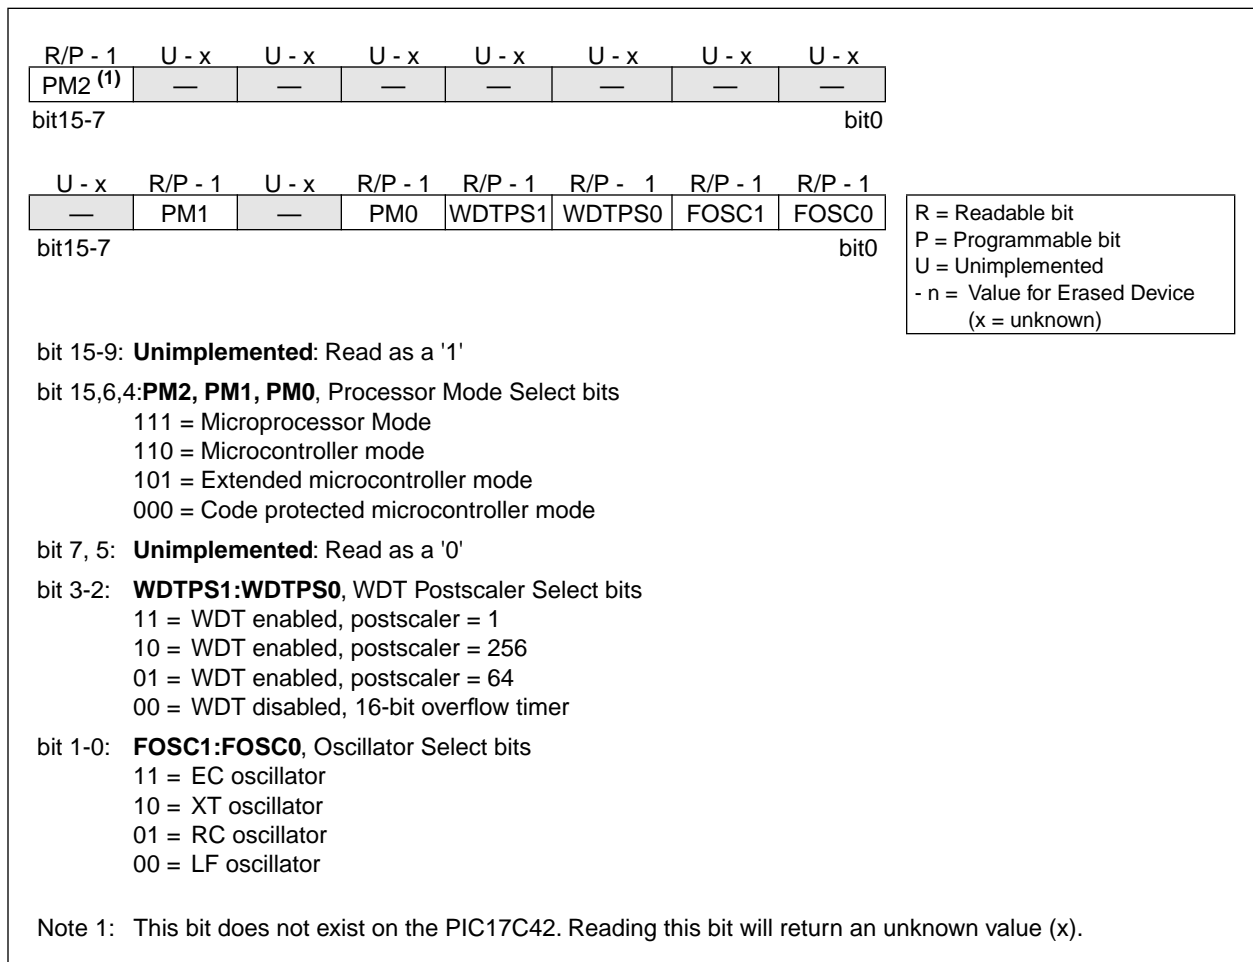 R/P - 1 U - x U - x U - x U - x U - x U - x U - x
PM2 (1) — — — — — — —
bit15-7 bit0
U - x R/P - 1 U - x R/P - 1 R/P - 1 R/P - 1 R/P - 1 R/P - 1
— PM1 — PM0 WDTPS1 WDTPS0 FOSC1 FOSC0
bit15-7 bit0
R = Readable bit
P = Programmable bit
U = Unimplemented
- n = Value for Erased Device
(x = unknown)
bit 15-9: Unimplemented: Read as a '1'
bit 15,6,4:PM2, PM1, PM0, Processor Mode Select bits
111 = Microprocessor Mode
110 = Microcontroller mode
101 = Extended microcontroller mode
000 = Code protected microcontroller mode
bit 7, 5: Unimplemented: Read as a '0'
bit 3-2: WDTPS1:WDTPS0, WDT Postscaler Select bits
11 = WDT enabled, postscaler = 1
10 = WDT enabled, postscaler = 256
01 = WDT enabled, postscaler = 64
00 = WDT disabled, 16-bit overflow timer
bit 1-0: FOSC1:FOSC0, Oscillator Select bits
11 = EC oscillator
10 = XT oscillator
01 = RC oscillator
00 = LF oscillator
Note 1: This bit does not exist on the PIC17C42. Reading this bit will return an unknown value (x).